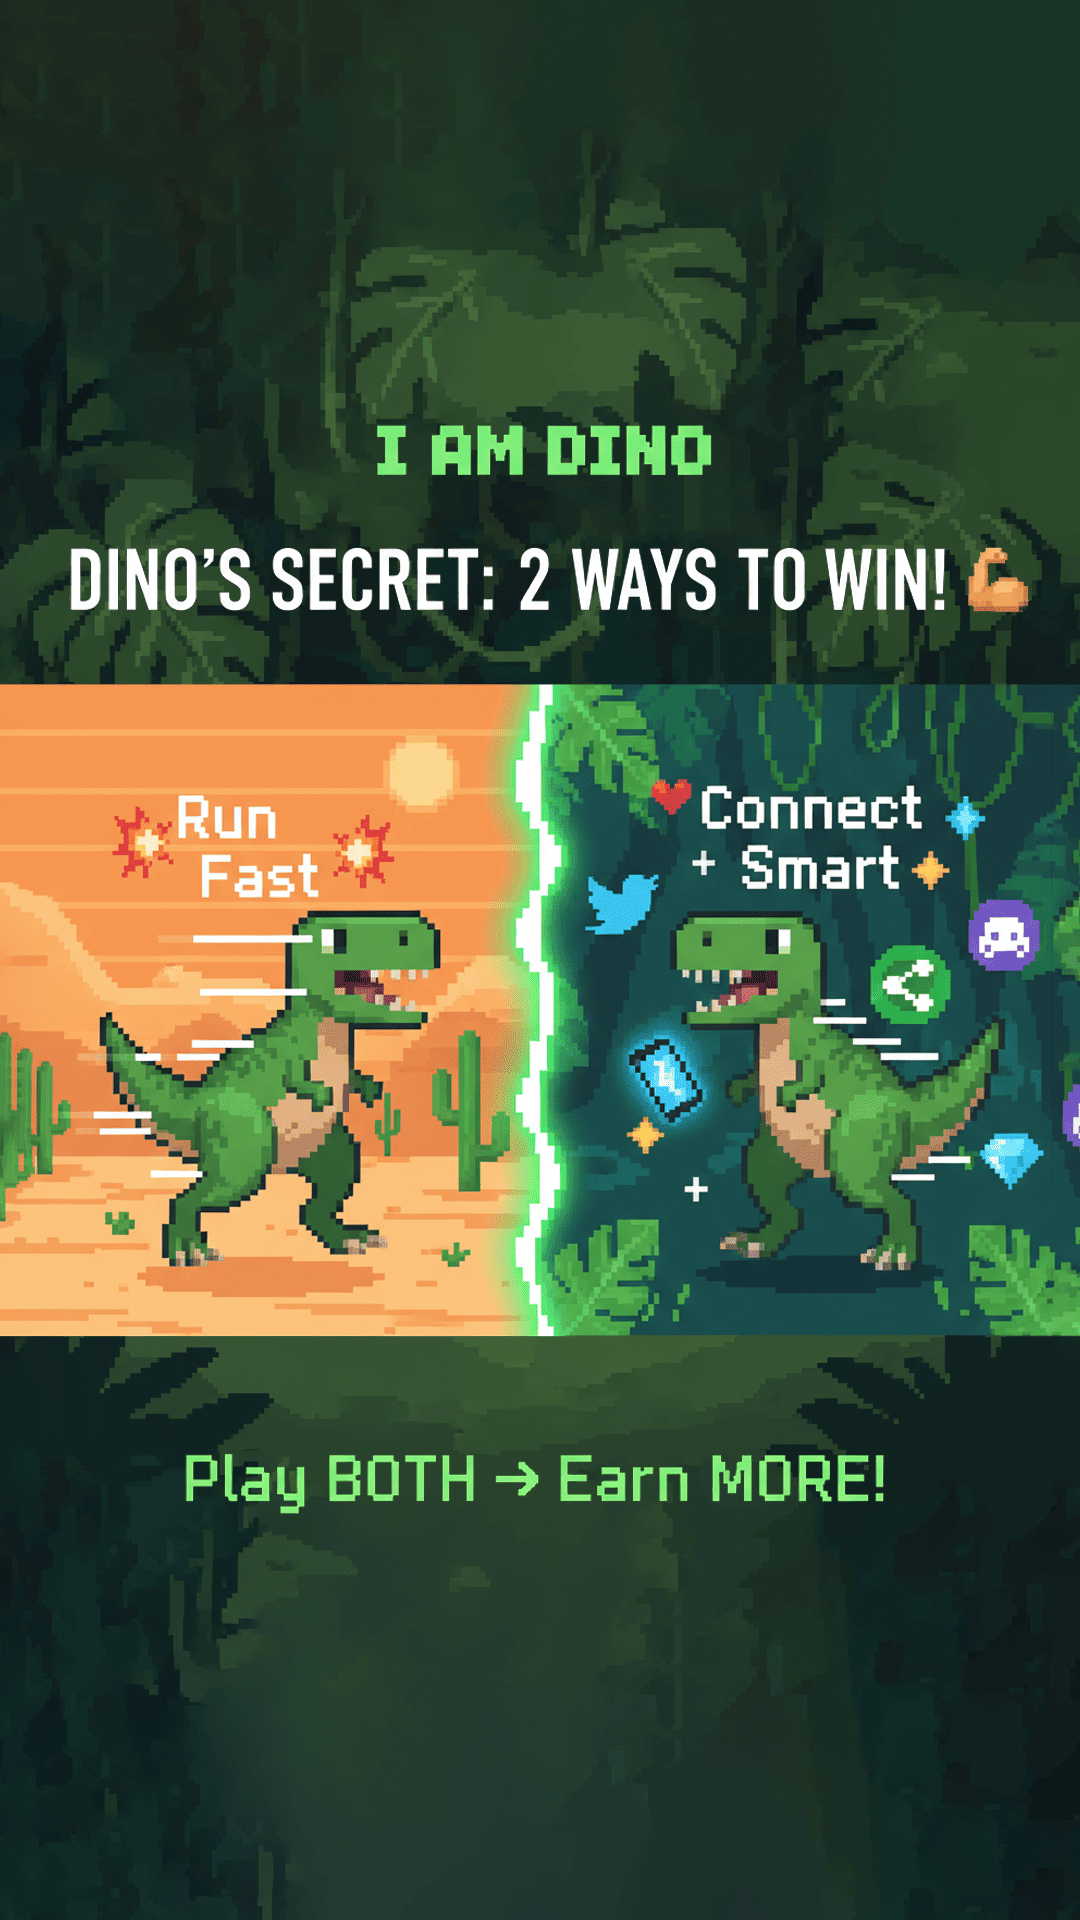 I AM DINO
DINO’S SECRET: 2 WAYS TO WIN! 💪
Run
Fast
Connect
+ Smart
Play BOTH → Earn MORE!